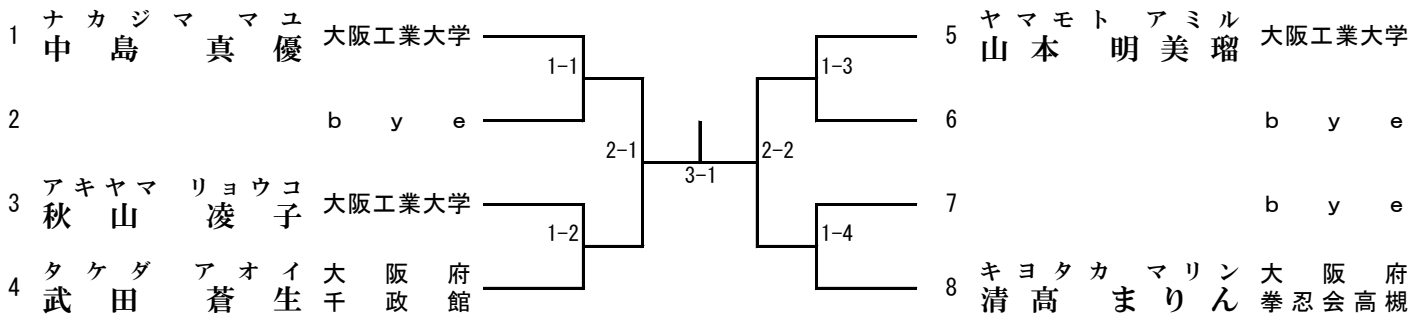 ナカジマ マユ
1 中島 真優 大阪工業大学
1-1
2 bye
2-1
アキヤマ リョウコ
3 秋山 凌子 大阪工業大学
1-2
タケダ アオイ 大阪府
4 武田 蒼生 千政館
3-1
ヤマモト アミル
5 山本 明美瑠 大阪工業大学
1-3
6 bye
2-2
7 bye
1-4
キヨタカ マリン 大阪府
8 清髙 まりん 拳忍会高槻